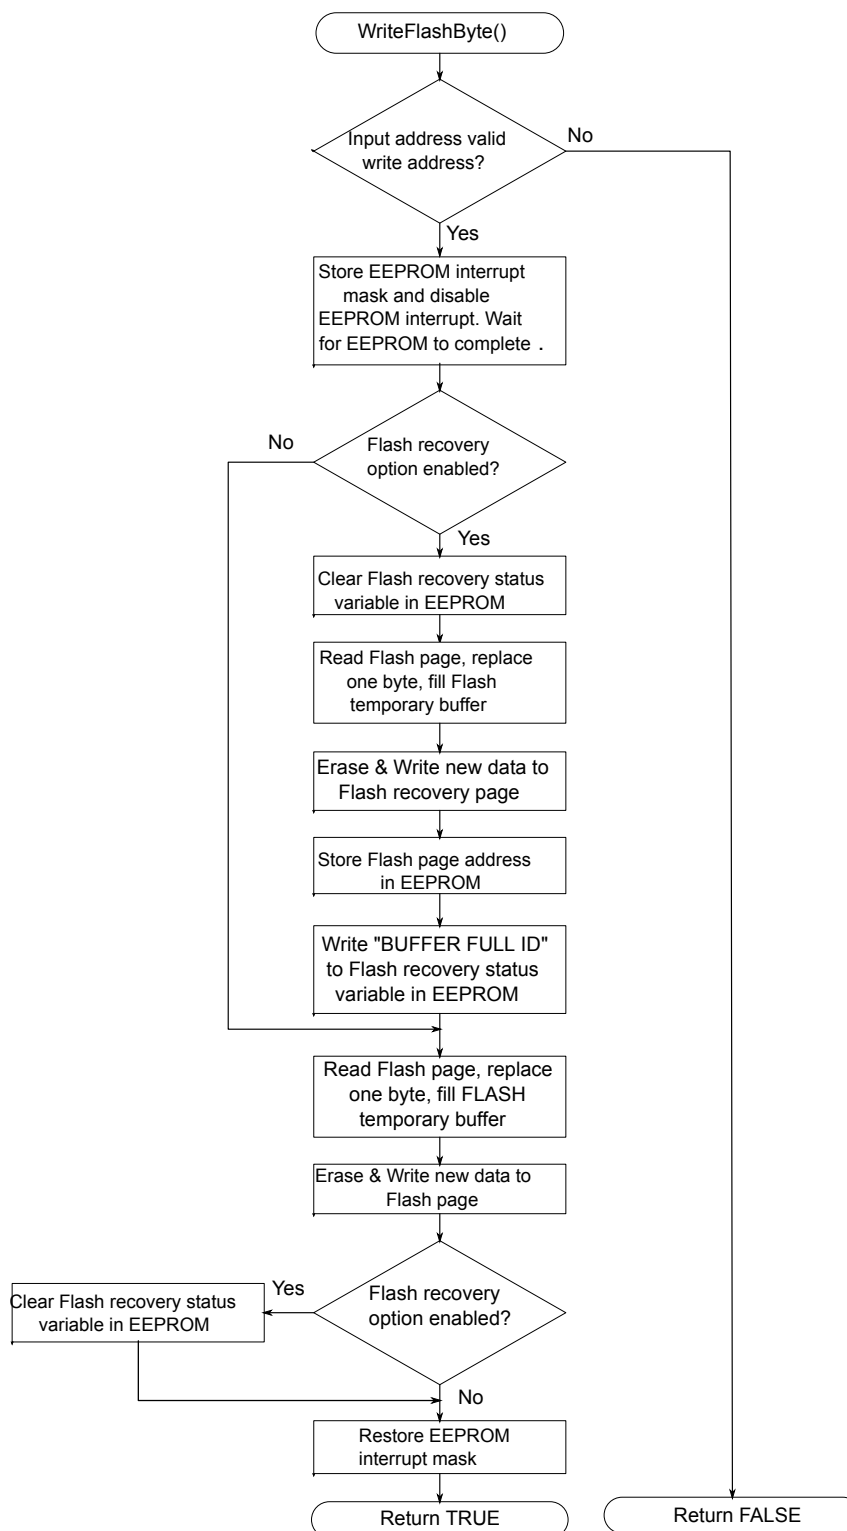 WriteFlashByte()
Input address valid
write address?
No
Yes
Store EEPROM interrupt
mask and disable
EEPROM interrupt. Wait
for EEPROM to complete .
No
Flash recovery
option enabled?
Yes
Clear Flash recovery status
variable in EEPROM
Read Flash page, replace
one byte, fill Flash
temporary buffer
Erase & Write new data to
Flash recovery page
Store Flash page address
in EEPROM
Write "BUFFER FULL ID"
to Flash recovery status
variable in EEPROM
Read Flash page, replace
one byte, fill FLASH
temporary buffer
Erase & Write new data to
Flash page
Yes
Flash recovery
option enabled?
Clear Flash recovery status
variable in EEPROM
No
Restore EEPROM
interrupt mask
Return TRUE
Return FALSE